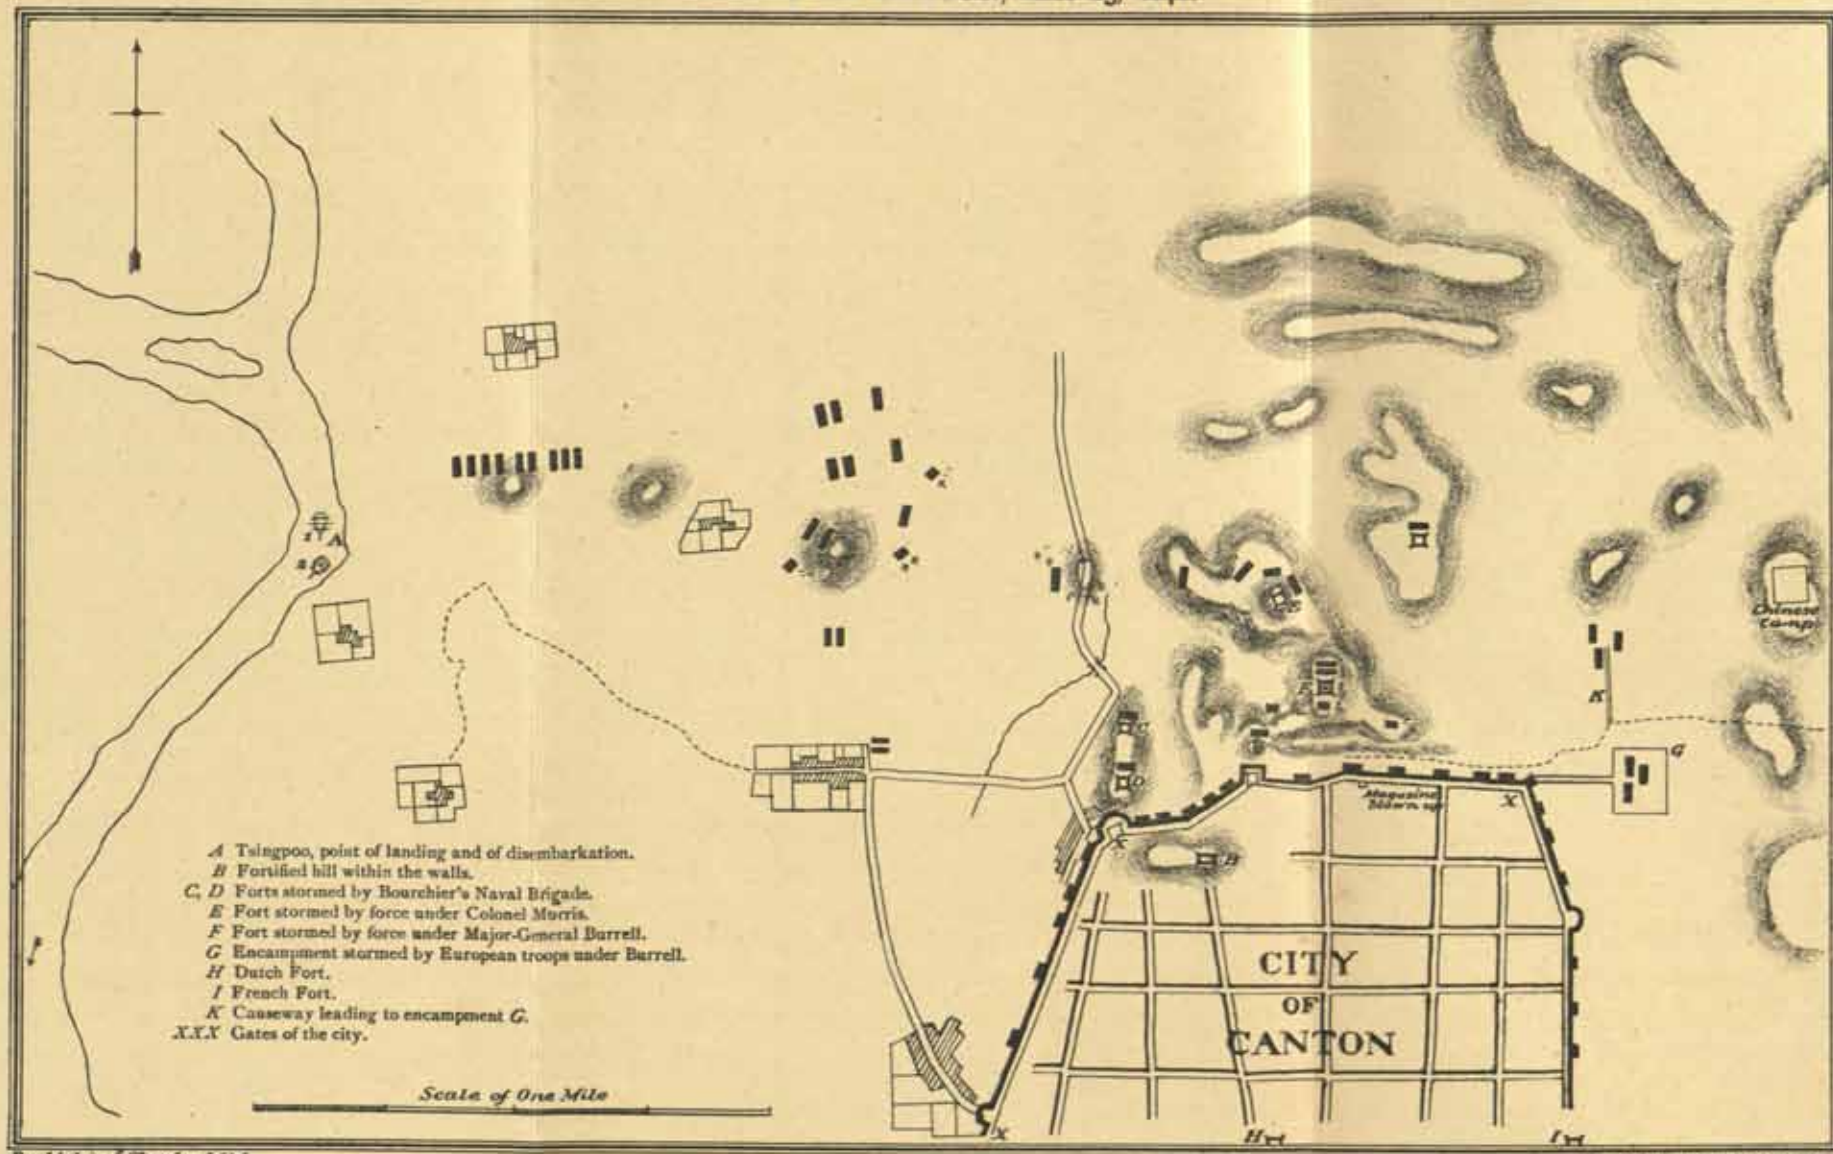 1 A
2
Chinese
Camp
K
E
F
C
D
G
Magazine
blown up
X
X
B
A Tsingpoo, point of landing and of disembarkation.
B Fortified hill within the walls.
C, D Forts stormed by Bourchier's Naval Brigade.
E Fort stormed by force under Colonel Morris.
F Fort stormed by force under Major-General Burrell.
G Encampment stormed by European troops under Burrell.
H Dutch Fort.
I French Fort.
K Causeway leading to encampment G.
XXX Gates of the city.
CITY
OF
CANTON
Scale of One Mile
X
H
I